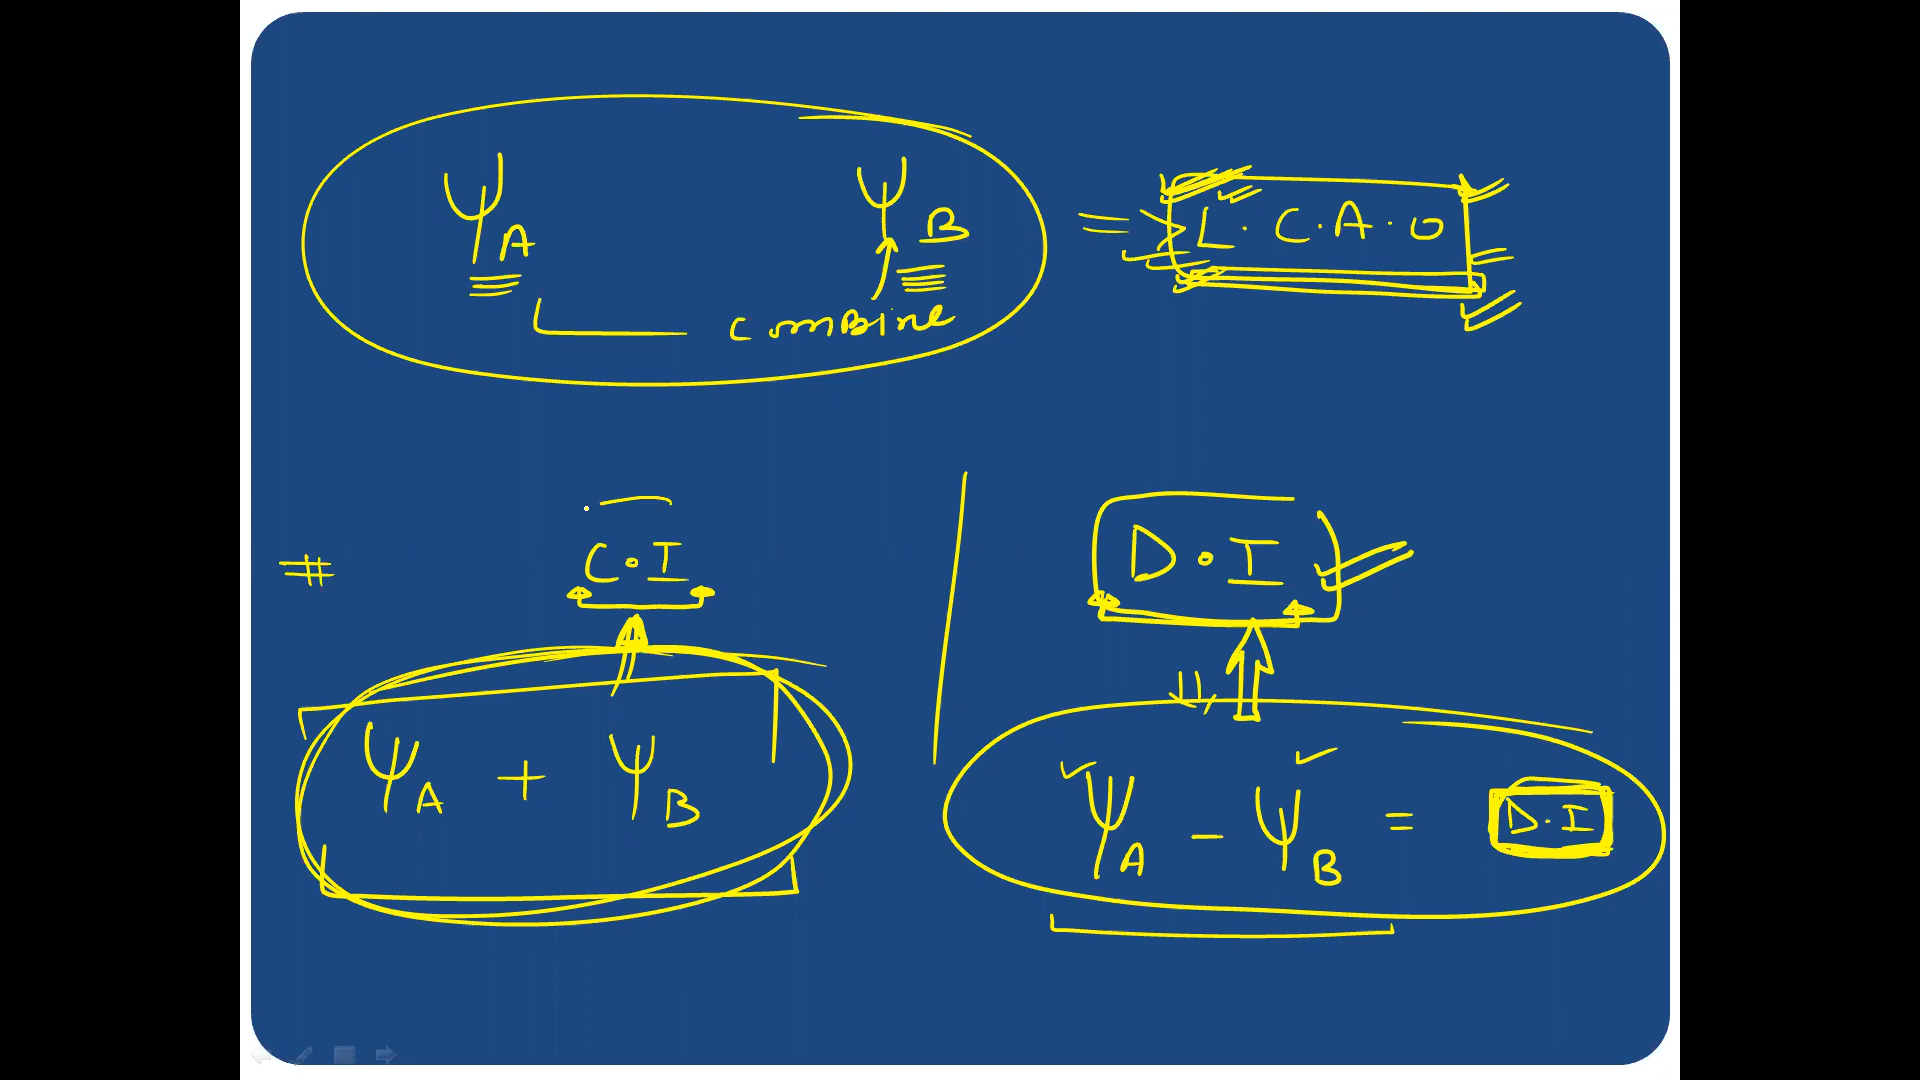 ψA ψB => L.C.A.O
combine
# C.I D.I
ψA + ψB
ψA - ψB = D.I